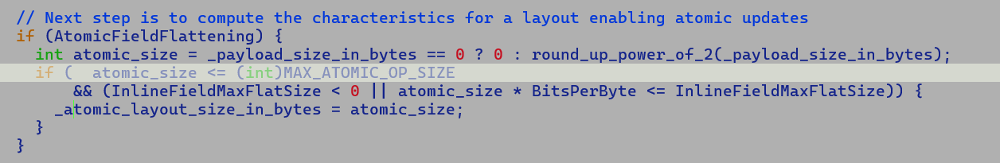 // Next step is to compute the characteristics for a layout enabling atomic updates
if (AtomicFieldFlattening) {
  int atomic_size = _payload_size_in_bytes == 0 ? 0 : round_up_power_of_2(_payload_size_in_bytes);
  if (  atomic_size <= (int)MAX_ATOMIC_OP_SIZE
      && (InlineFieldMaxFlatSize < 0 || atomic_size * BitsPerByte <= InlineFieldMaxFlatSize)) {
    _atomic_layout_size_in_bytes = atomic_size;
  }
}